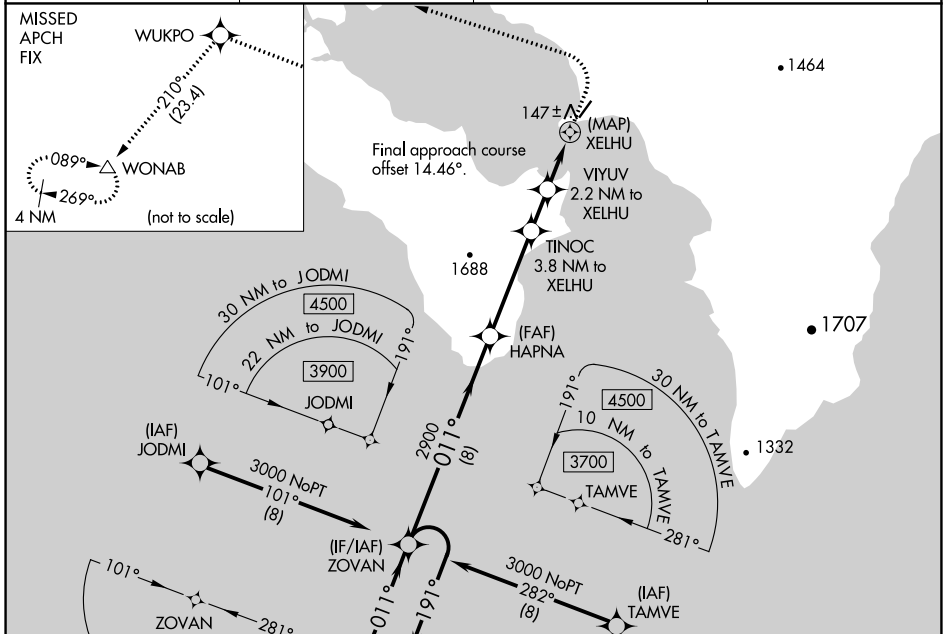 MISSED
APCH
FIX
WUKPO
210°
(23.4)
089°
WONAB
269°
4 NM
(not to scale)
1464
147 ±
(MAP)
XELHU
Final approach course
offset 14.46°.
VIYUV
2.2 NM to
XELHU
TINOC
3.8 NM to
XELHU
1688
(FAF)
HAPNA
1707
30 NM to JODMI
4500
22 NM to JODMI
191°
3900
101°
JODMI
30 NM to TAMVE
4500
191°
10 NM to TAMVE
3700
TAMVE
281°
1332
2900
011°
(8)
(IAF)
JODMI
3000 NoPT
101°
(8)
(IF/IAF)
ZOVAN
3000 NoPT
282°
(8)
(IAF)
TAMVE
011°
191°
101°
ZOVAN
281°